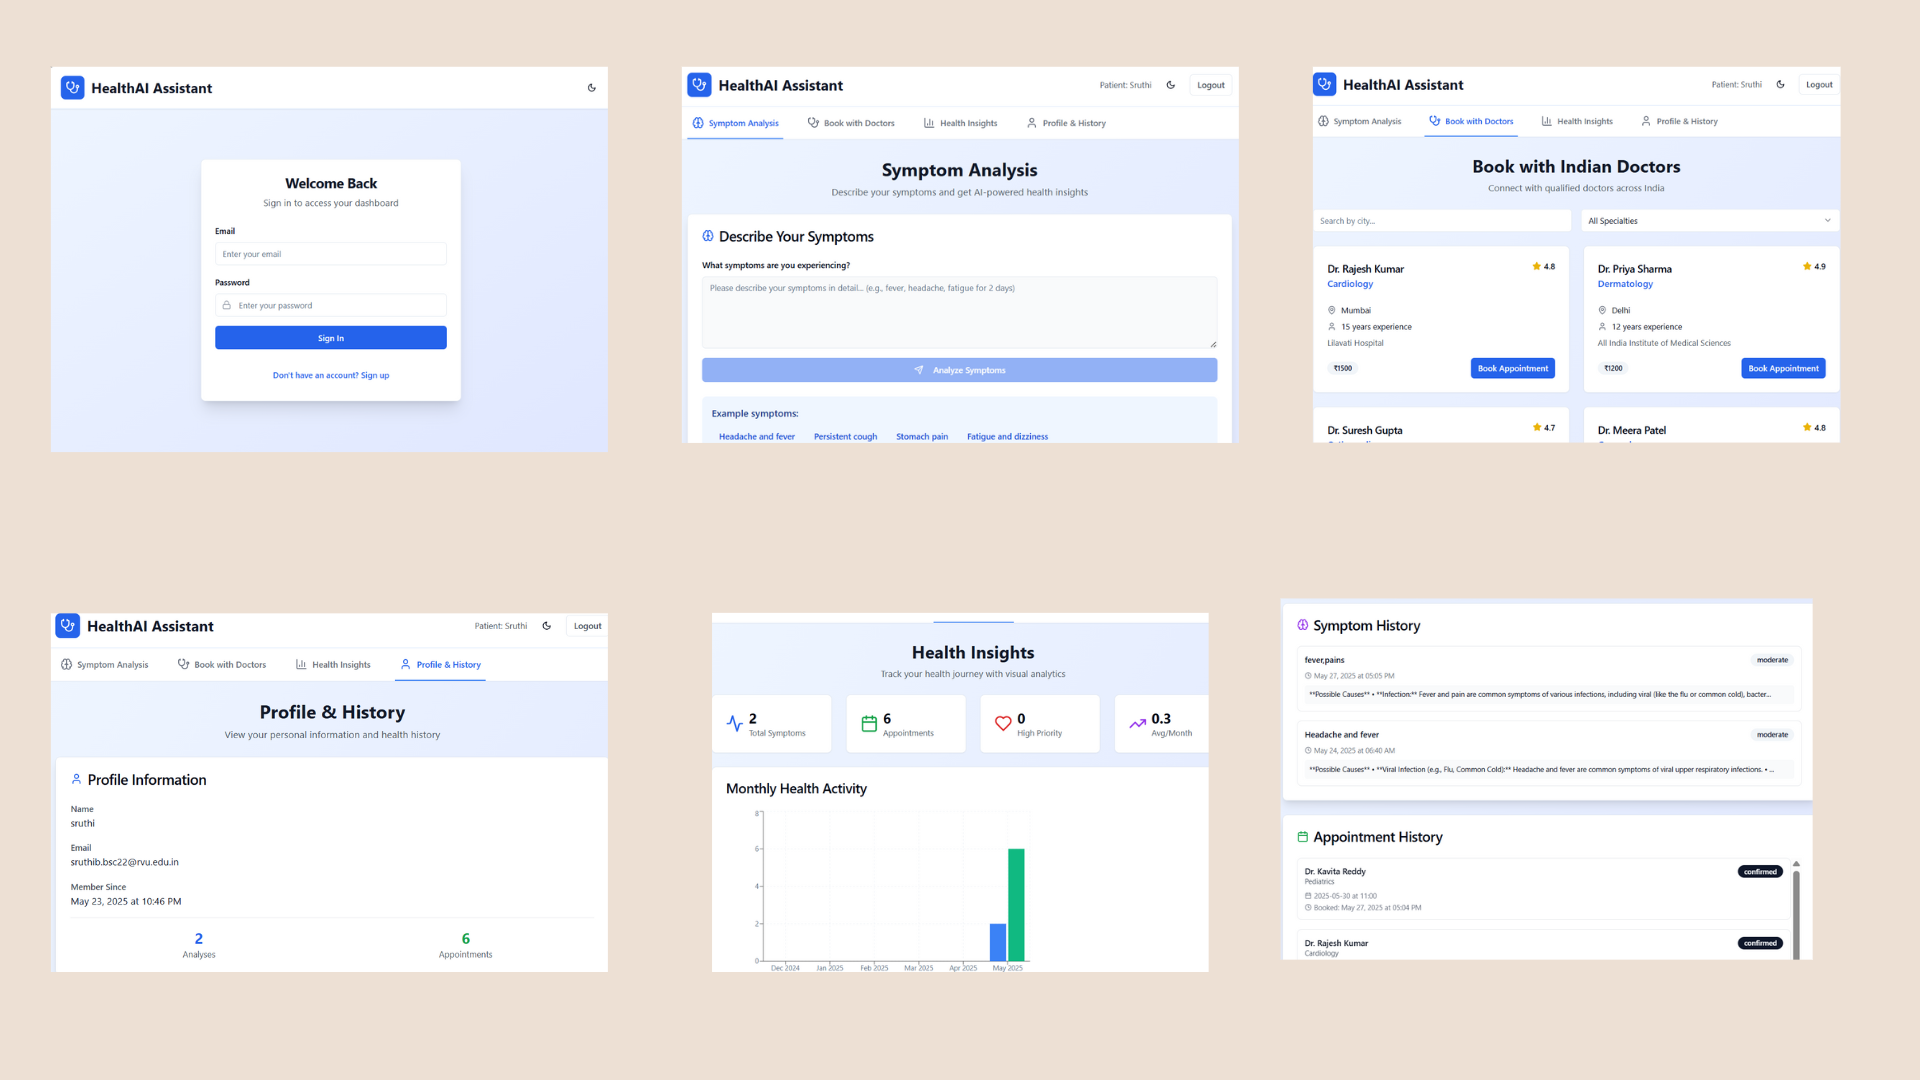 HealthAI Assistant
Welcome Back
Sign in to access your dashboard
Email
Enter your email
Password
Enter your password
Sign In
Don't have an account? Sign up
HealthAI Assistant
Patient: Sruthi
Logout
Symptom Analysis
Book with Doctors
Health Insights
Profile & History
Symptom Analysis
Describe your symptoms and get AI-powered health insights
Describe Your Symptoms
What symptoms are you experiencing?
Please describe your symptoms in detail... (e.g., fever, headache, fatigue for 2 days)
Analyze Symptoms
Example symptoms:
Headache and fever
Persistent cough
Stomach pain
Fatigue and dizziness
HealthAI Assistant
Patient: Sruthi
Logout
Symptom Analysis
Book with Doctors
Health Insights
Profile & History
Book with Indian Doctors
Connect with qualified doctors across India
Search by city...
All Specialties
Dr. Rajesh Kumar
4.8
Cardiology
Mumbai
15 years experience
Lilavati Hospital
₹1500
Book Appointment
Dr. Priya Sharma
4.9
Dermatology
Delhi
12 years experience
All India Institute of Medical Sciences
₹1200
Book Appointment
Dr. Suresh Gupta
4.7
Dr. Meera Patel
4.8
HealthAI Assistant
Patient: Sruthi
Logout
Symptom Analysis
Book with Doctors
Health Insights
Profile & History
Profile & History
View your personal information and health history
Profile Information
Name
sruthi
Email
sruthib.bsc22@rvu.edu.in
Member Since
May 23, 2025 at 10:46 PM
2
Analyses
6
Appointments
Health Insights
Track your health journey with visual analytics
2
Total Symptoms
6
Appointments
0
High Priority
0.3
Avg/Month
Monthly Health Activity
8
6
4
2
0
Dec 2024
Jan 2025
Feb 2025
Mar 2025
Apr 2025
May 2025
Symptom History
fever,pains
moderate
May 27, 2025 at 05:05 PM
**Possible Causes** • **Infection:** Fever and pain are common symptoms of various infections, including viral (like the flu or common cold), bacter...
Headache and fever
moderate
May 24, 2025 at 06:40 AM
**Possible Causes** • **Viral Infection (e.g., Flu, Common Cold):** Headache and fever are common symptoms of viral upper respiratory infections. • ...
Appointment History
Dr. Kavita Reddy
confirmed
Pediatrics
2025-05-30 at 11:00
Booked: May 27, 2025 at 05:04 PM
Dr. Rajesh Kumar
confirmed
Cardiology